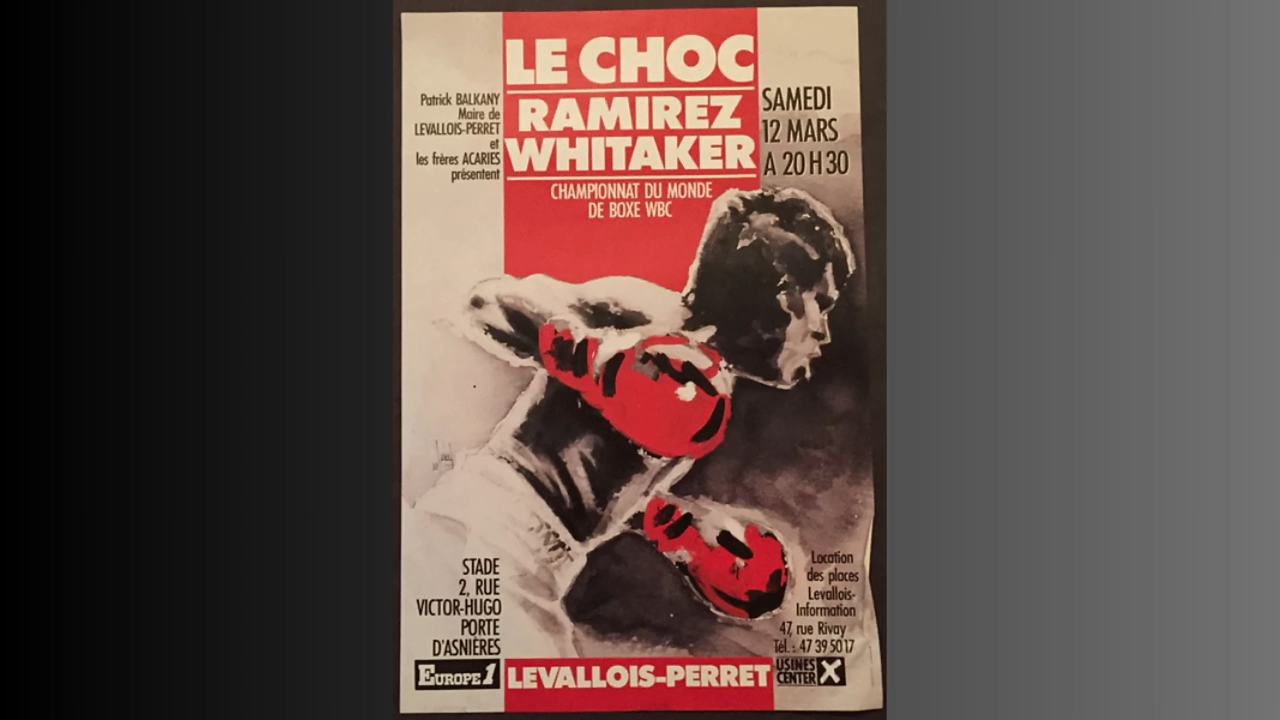 LE CHOC
RAMIREZ
WHITAKER
CHAMPIONNAT DU MONDE
DE BOXE WBC
Patrick BALKANY
Maire de
LEVALLOIS-PERRET
et
les frères ACARIES
présentent
SAMEDI
12 MARS
A 20 H 30
STADE
2, RUE
VICTOR-HUGO
PORTE
D'ASNIÈRES
Location
des places
Levallois-
Information
47, rue Rivay
Tél. : 47 39 50 17
EUROPE 1
LEVALLOIS-PERRET
USINES
CENTER X